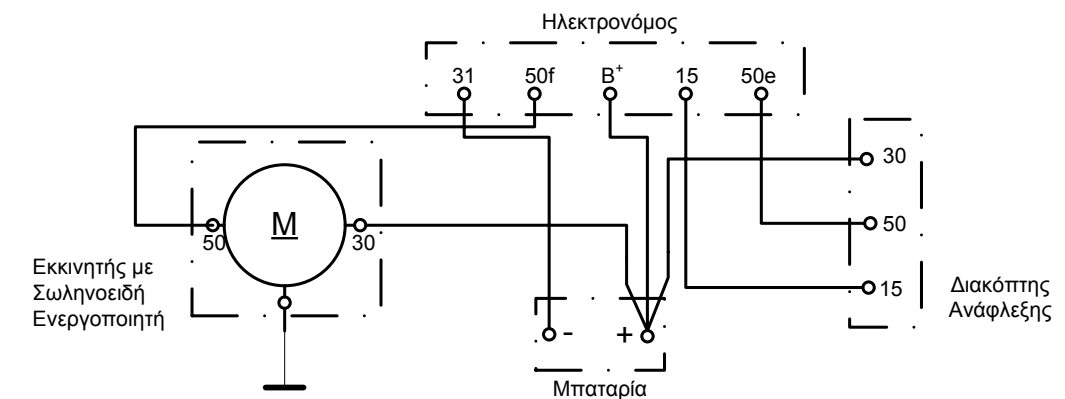 Ηλεκτρονόμος
31 50f B+ 15 50e
30
50
15
Διακόπτης
Ανάφλεξης
M
50 30
Εκκινητής με
Σωληνοειδή
Ενεργοποιητή
- +
Μπαταρία